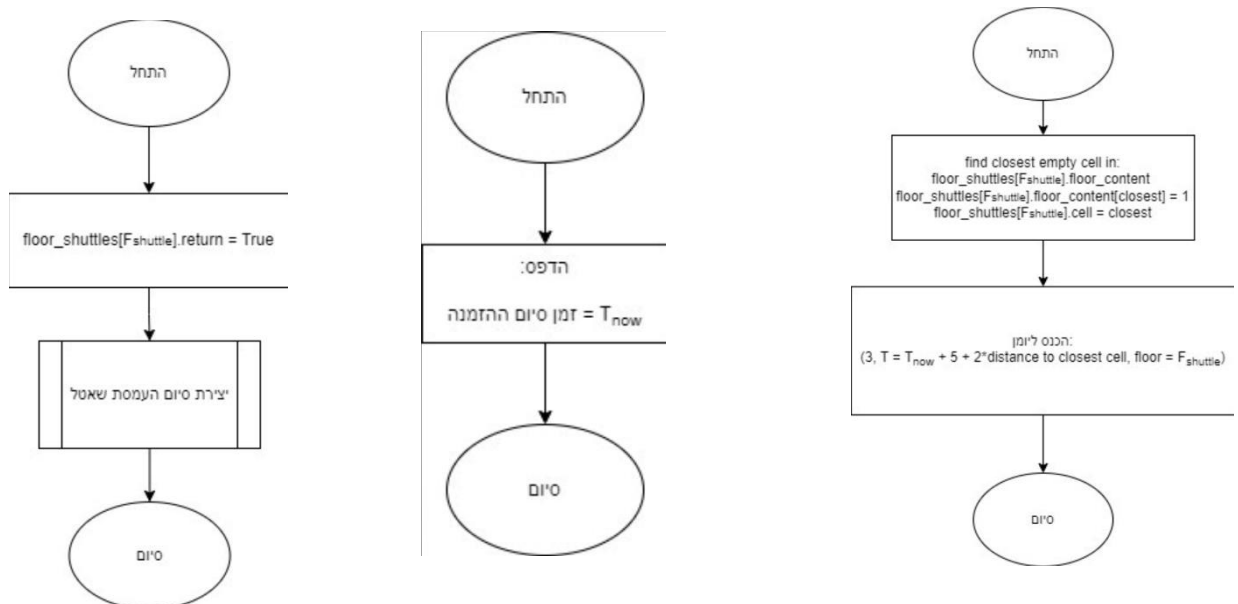 התחל
floor_shuttles[Fshuttle].return = True
יצירת סיום העמסת שאטל
סיום
התחל
הדפס:
זמן סיום ההזמנה = Tnow
סיום
התחל
find closest empty cell in:
floor_shuttles[Fshuttle].floor_content
floor_shuttles[Fshuttle].floor_content[closest] = 1
floor_shuttles[Fshuttle].cell = closest
הכנס ליומן:
(3, T = Tnow + 5 + 2*distance to closest cell, floor = Fshuttle)
סיום